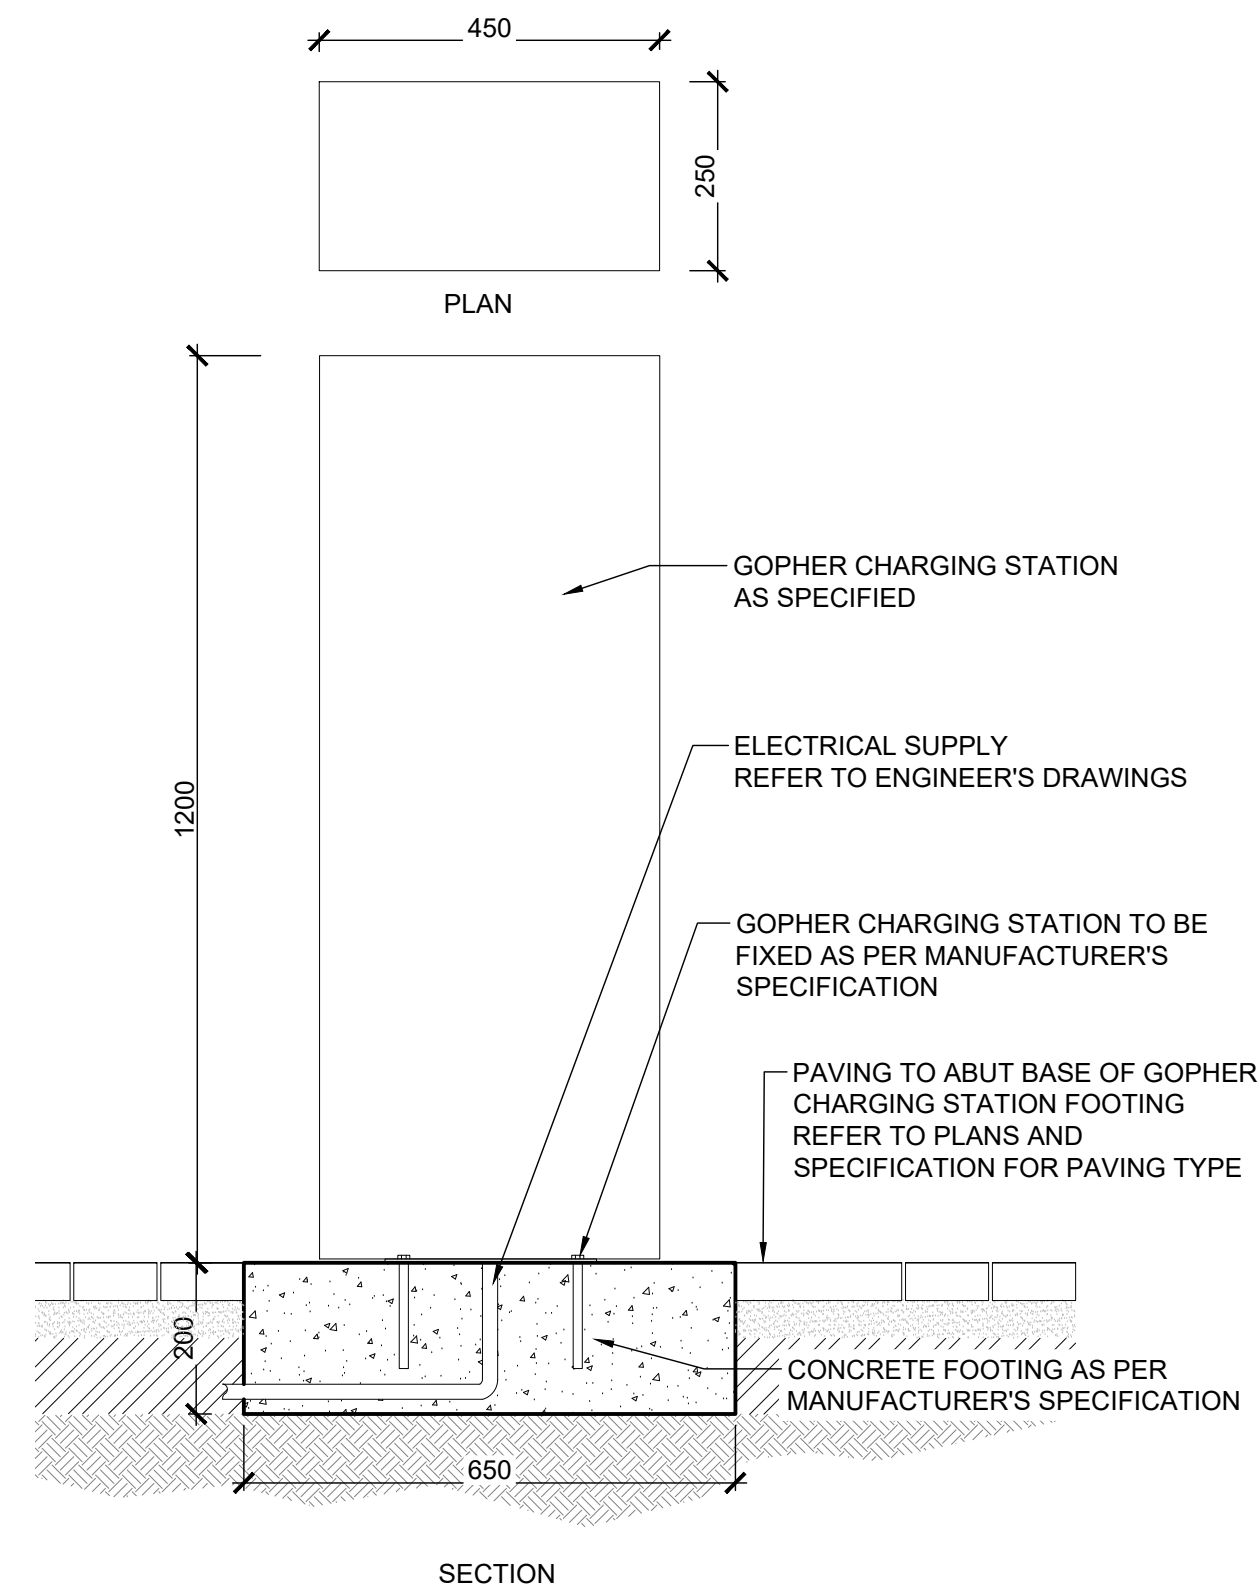 450
250
PLAN
1200
GOPHER CHARGING STATION
AS SPECIFIED
ELECTRICAL SUPPLY
REFER TO ENGINEER'S DRAWINGS
GOPHER CHARGING STATION TO BE
FIXED AS PER MANUFACTURER'S
SPECIFICATION
PAVING TO ABUT BASE OF GOPHER
CHARGING STATION FOOTING
REFER TO PLANS AND
SPECIFICATION FOR PAVING TYPE
200
CONCRETE FOOTING AS PER
MANUFACTURER'S SPECIFICATION
650
SECTION